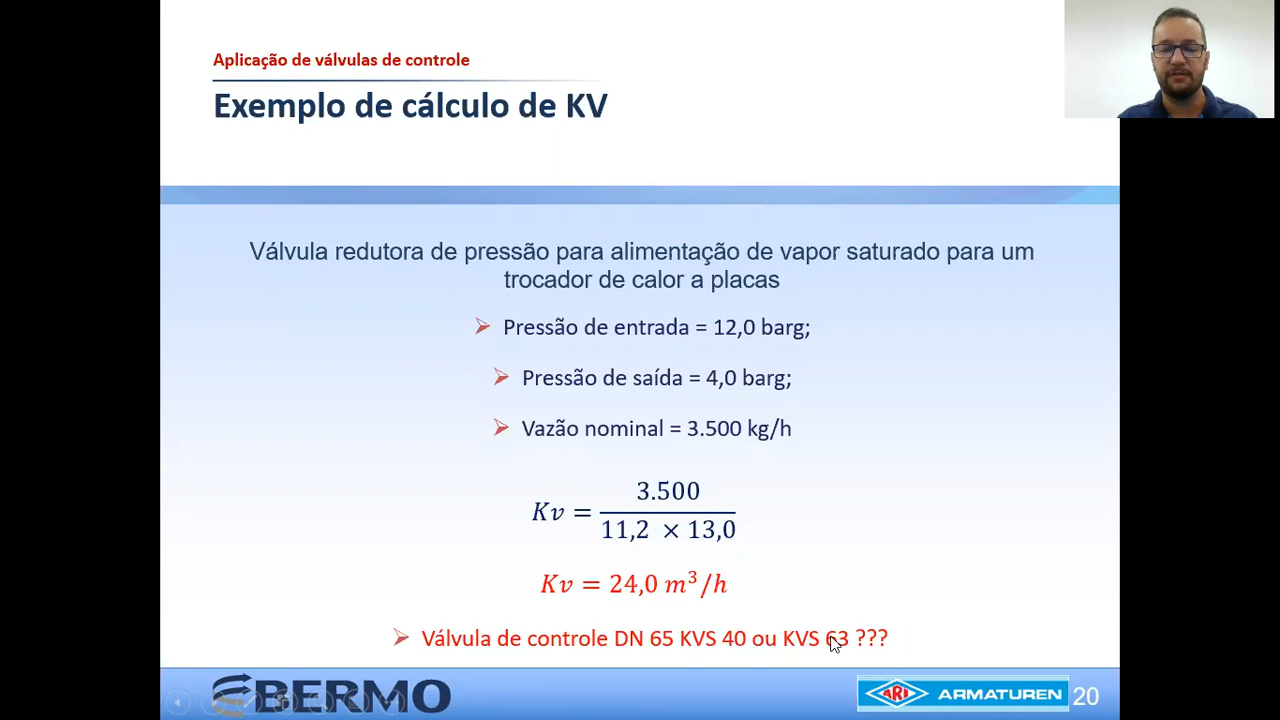 Aplicação de válvulas de controle
Exemplo de cálculo de KV
Válvula redutora de pressão para alimentação de vapor saturado para um
trocador de calor a placas
Pressão de entrada = 12,0 barg;
Pressão de saída = 4,0 barg;
Vazão nominal = 3.500 kg/h
Kv = 3.500 / 11,2 × 13,0
Kv = 24,0 m³/h
Válvula de controle DN 65 KVS 40 ou KVS 63 ???
BERMO
ARI ARMATUREN 20